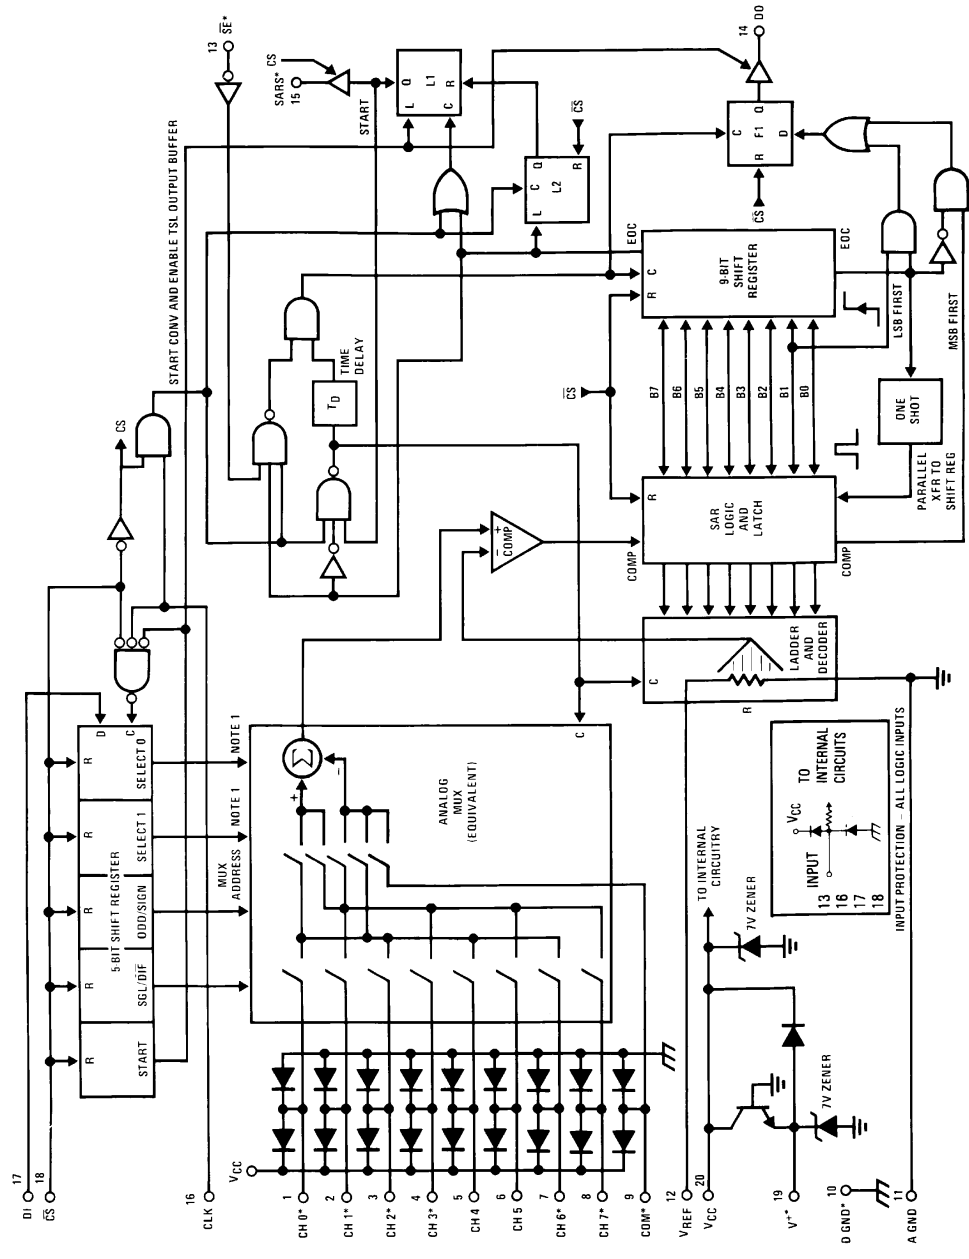 DI 17
CS 18
CLK 16
START
SGL/DIF
ODD/SIGN
SELECT 1
SELECT 0
R
R
R
R
R
D
C
5-BIT SHIFT REGISTER
CS
START CONV AND ENABLE TSL OUTPUT BUFFER
13 SE*
MUX
ADDRESS
NOTE 1
NOTE 1
VCC
CH 0* 1
CH 1* 2
CH 2* 3
CH 3* 4
CH 4 5
CH 5 6
CH 6* 7
CH 7* 8
COM* 9
ANALOG
MUX
(EQUIVALENT)
+
Σ
−
C
TD
TIME
DELAY
SARS*
15
CS
START
L
Q
L1
C
R
L
C
Q
L2
R
CS
+
−
COMP
VREF 12
VCC 20
V+* 19
D GND* 10
A GND 11
TO INTERNAL
CIRCUITRY
7V ZENER
7V ZENER
INPUT
13
16
17
18
VCC
TO
INTERNAL
CIRCUITS
INPUT PROTECTION – ALL LOGIC INPUTS
C
R
LADDER
AND
DECODER
COMP
R
SAR
LOGIC
AND
LATCH
COMP
CS
B7
B6
B5
B4
B3
B2
B1
B0
EOC
R
C
9-BIT
SHIFT
REGISTER
EOC
PARALLEL
XFR TO
SHIFT REG
ONE
SHOT
LSB FIRST
MSB FIRST
CS
C
R
F1
Q
D
14 DO